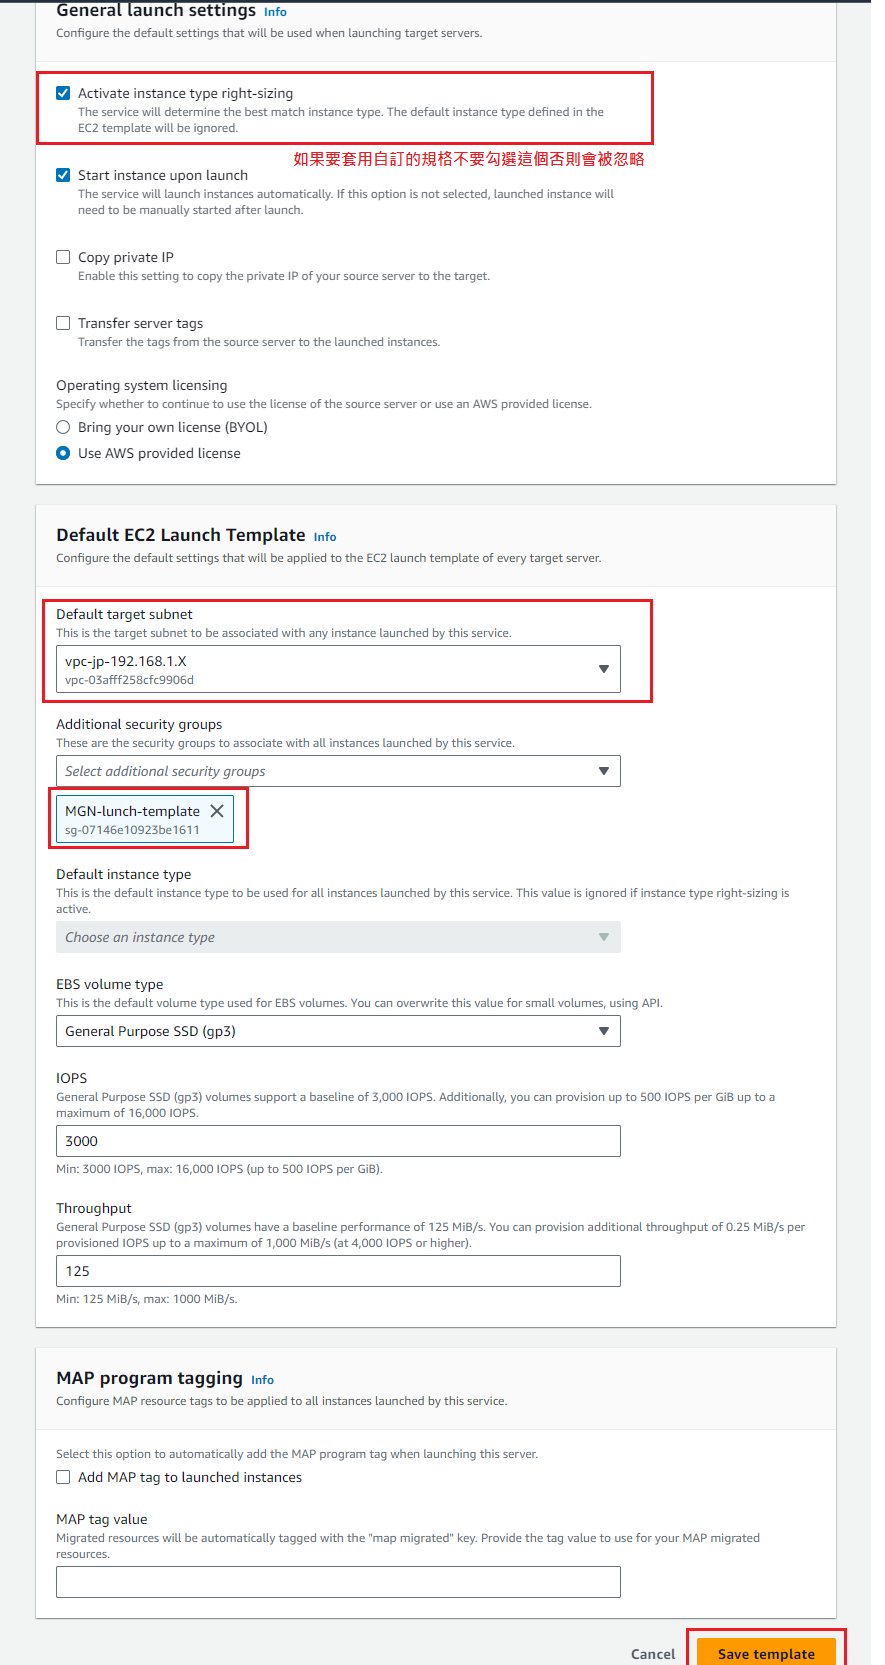 General launch settings Info
Configure the default settings that will be used when launching target servers.
Activate instance type right-sizing
The service will determine the best match instance type. The default instance type defined in the
EC2 template will be ignored.
如果要套用自訂的規格不要勾選這個否則會被忽略
Start instance upon launch
The service will launch instances automatically. If this option is not selected, launched instance will
need to be manually started after launch.
Copy private IP
Enable this setting to copy the private IP of your source server to the target.
Transfer server tags
Transfer the tags from the source server to the launched instances.
Operating system licensing
Specify whether to continue to use the license of the source server or use an AWS provided license.
Bring your own license (BYOL)
Use AWS provided license
Default EC2 Launch Template Info
Configure the default settings that will be applied to the EC2 launch template of every target server.
Default target subnet
This is the target subnet to be associated with any instance launched by this service.
vpc-jp-192.168.1.X
vpc-03afff258cfc9906d
Additional security groups
These are the security groups to associate with all instances launched by this service.
Select additional security groups
MGN-lunch-template
sg-07146e10923be1611
Default instance type
This is the default instance type to be used for all instances launched by this service. This value is ignored if instance type right-sizing is
active.
Choose an instance type
EBS volume type
This is the default volume type used for EBS volumes. You can overwrite this value for small volumes, using API.
General Purpose SSD (gp3)
IOPS
General Purpose SSD (gp3) volumes support a baseline of 3,000 IOPS. Additionally, you can provision up to 500 IOPS per GiB up to a
maximum of 16,000 IOPS.
3000
Min: 3000 IOPS, max: 16,000 IOPS (up to 500 IOPS per GiB).
Throughput
General Purpose SSD (gp3) volumes have a baseline performance of 125 MiB/s. You can provision additional throughput of 0.25 MiB/s per
provisioned IOPS up to a maximum of 1,000 MiB/s (at 4,000 IOPS or higher).
125
Min: 125 MiB/s, max: 1000 MiB/s.
MAP program tagging Info
Configure MAP resource tags to be applied to all instances launched by this service.
Select this option to automatically add the MAP program tag when launching this server.
Add MAP tag to launched instances
MAP tag value
Migrated resources will be automatically tagged with the "map migrated" key. Provide the tag value to use for your MAP migrated
resources.
Cancel Save template